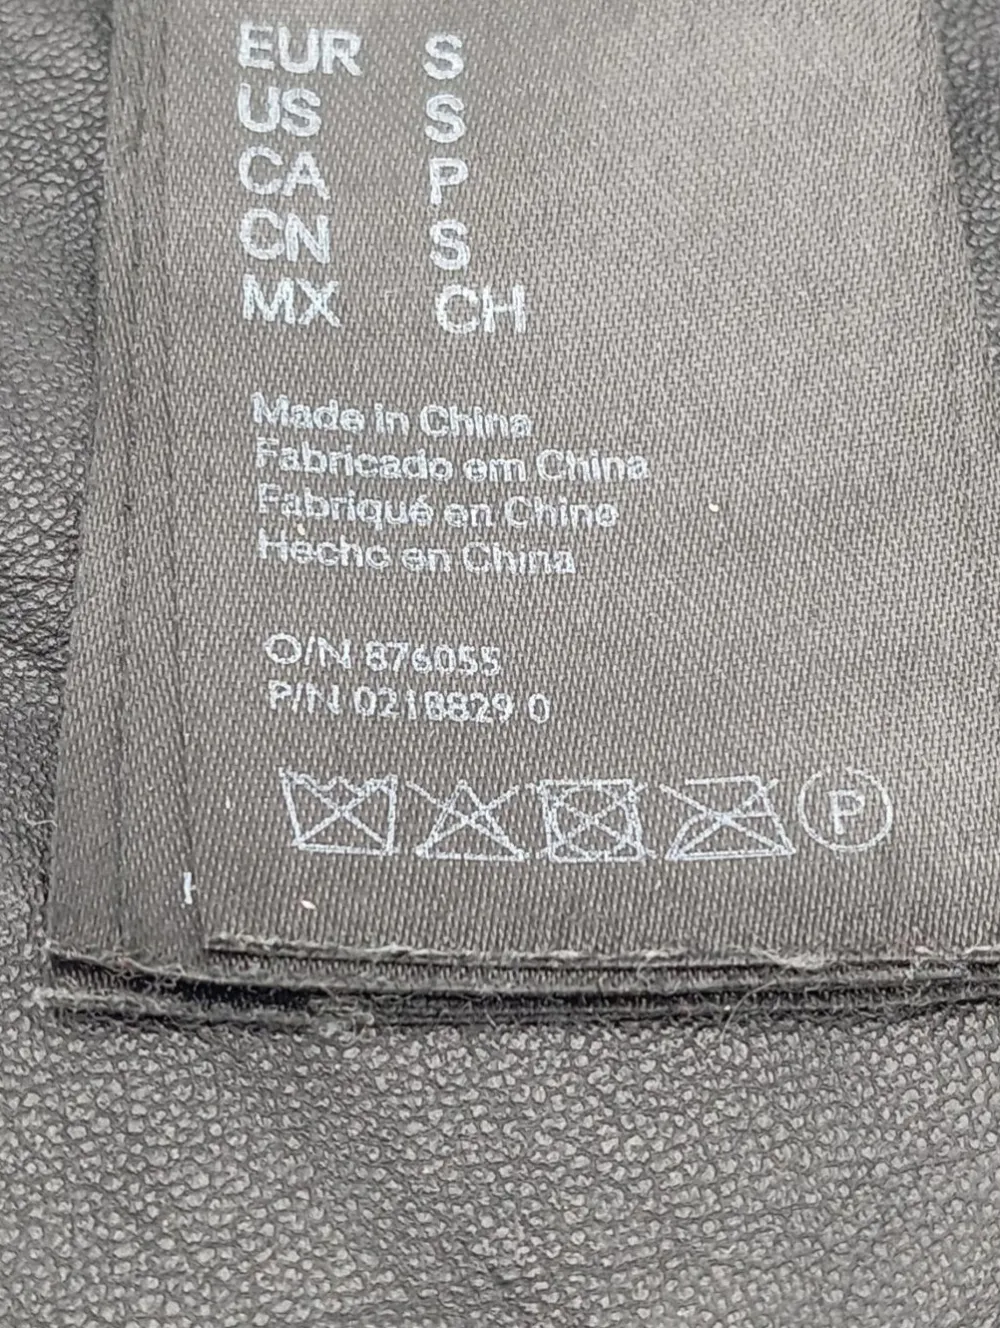 EUR S
US S
CA P
CN S
MX CH
Made in China
Fabricado em China
Fabriqué en Chine
Hecho en China
O/N 876055
P/N 0218829 0
P